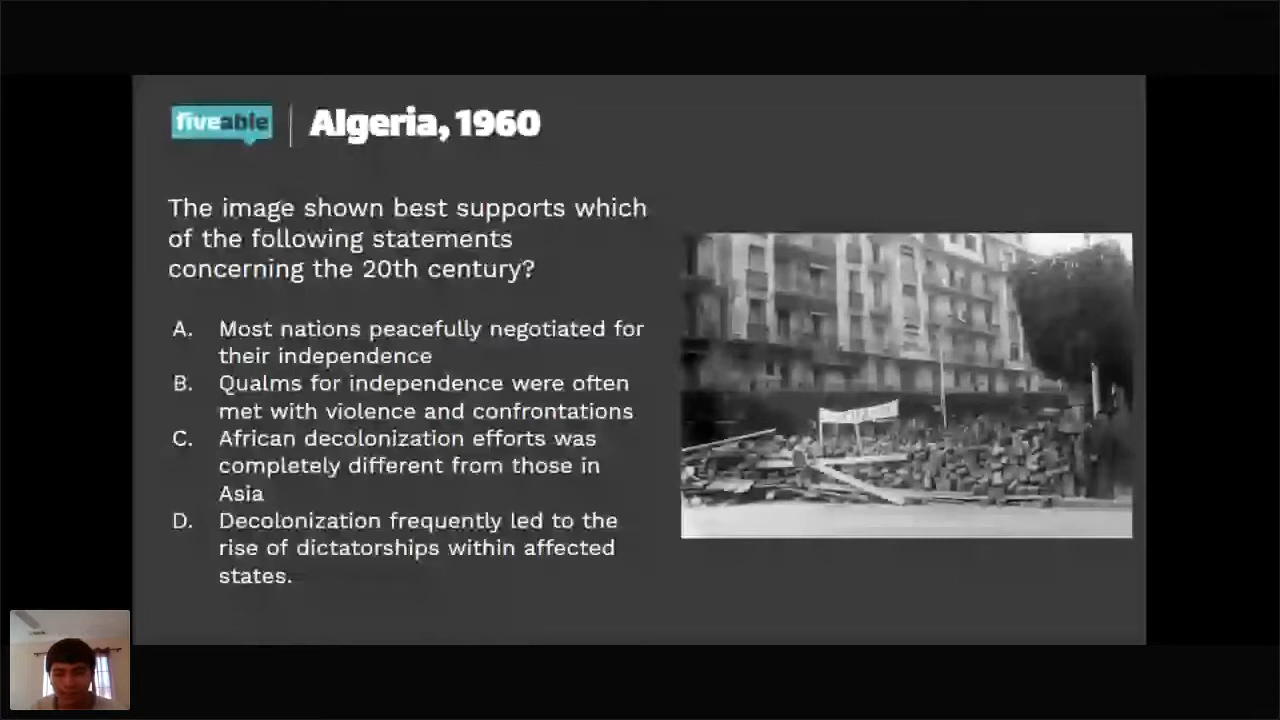 fiveable
Algeria, 1960
The image shown best supports which
of the following statements
concerning the 20th century?
A. Most nations peacefully negotiated for
their independence
B. Qualms for independence were often
met with violence and confrontations
C. African decolonization efforts was
completely different from those in
Asia
D. Decolonization frequently led to the
rise of dictatorships within affected
states.